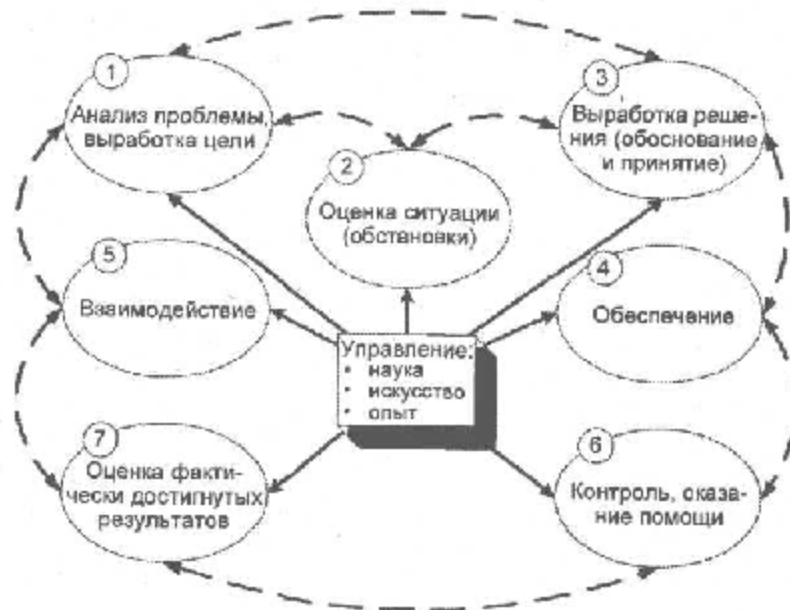 1
Анализ проблемы,
выработка цели
3
Выработка реше-
ния (обоснование
и принятие)
2
Оценка ситуации
(обстановки)
5
Взаимодействие
4
Обеспечение
Управление:
• наука
• искусство
• опыт
7
Оценка факти-
чески достигнутых
результатов
6
Контроль, оказа-
ние помощи